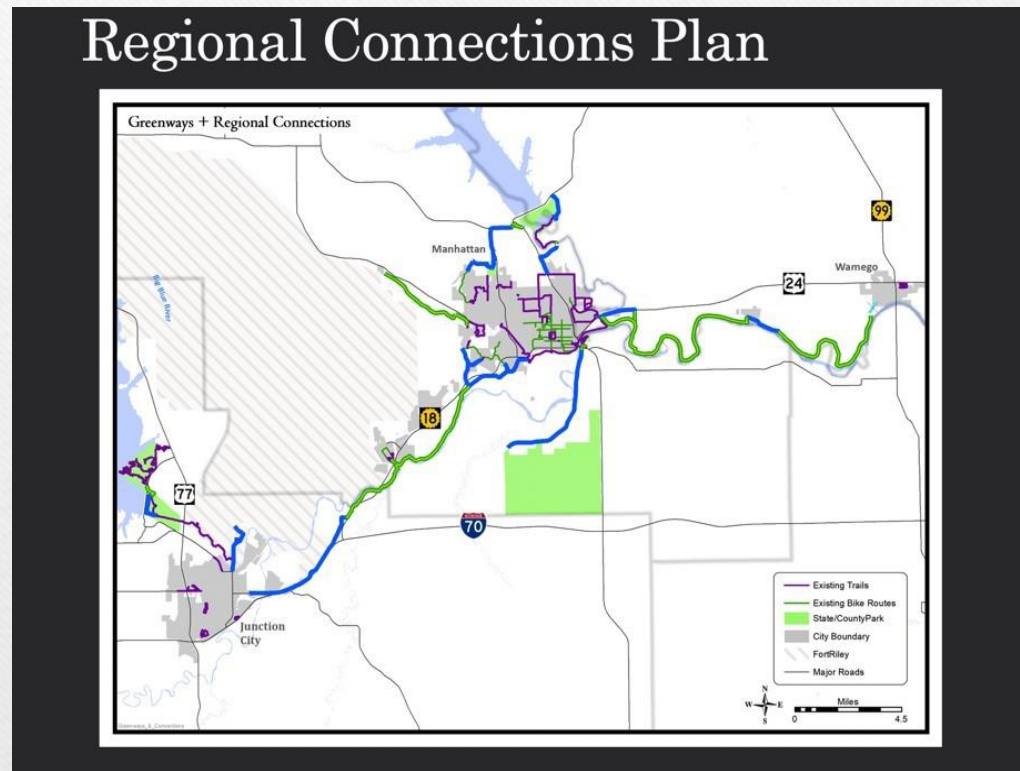 Regional Connections Plan
Greenways + Regional Connections
99
Manhattan
Wamego
24
Big Blue River
18
77
70
Junction
City
Existing Trails
Existing Bike Routes
State/CountyPark
City Boundary
FortRiley
Major Roads
N
W
E
S
Miles
0
4.5